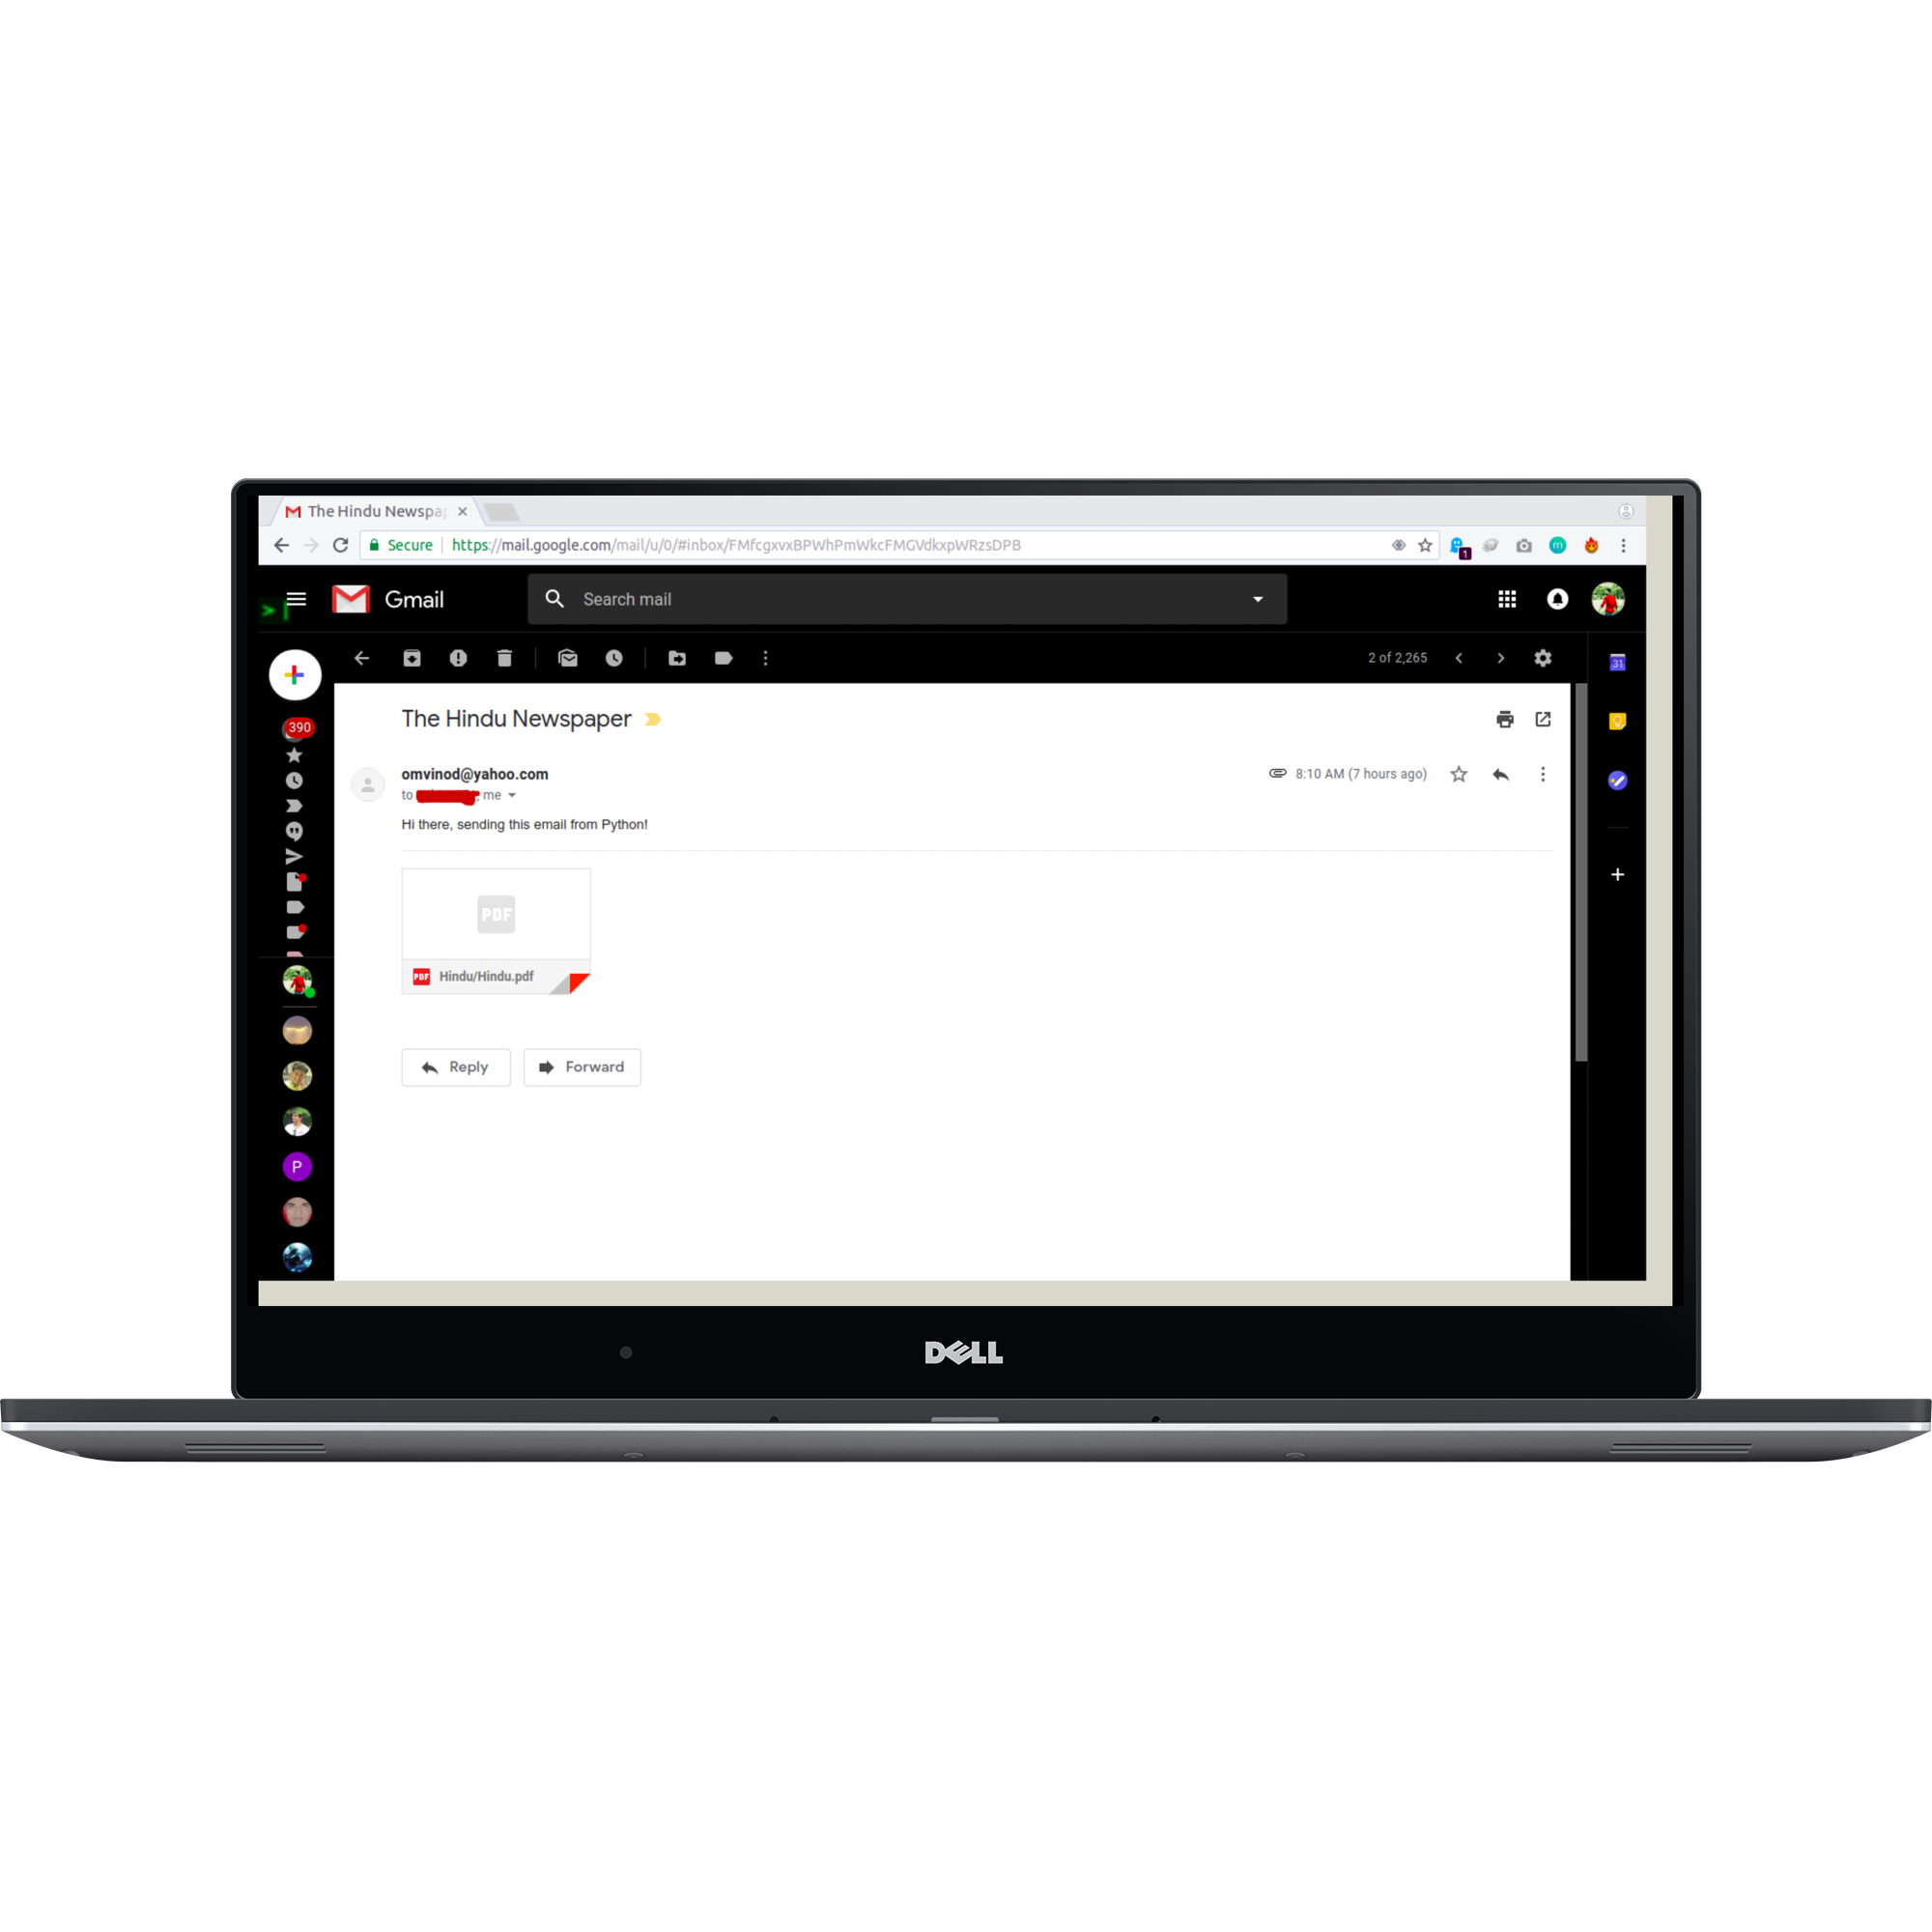 The Hindu Newspap
Secure https://mail.google.com/mail/u/0/#inbox/FMfcgxvxBPWhPmWkcFMGVdkxpWRzsDPB
1
m
Gmail
Search mail
2 of 2,265
31
390
The Hindu Newspaper
omvinod@yahoo.com
8:10 AM (7 hours ago)
to , me
Hi there, sending this email from Python!
PDF
PDF Hindu/Hindu.pdf
Reply
Forward
P
DELL